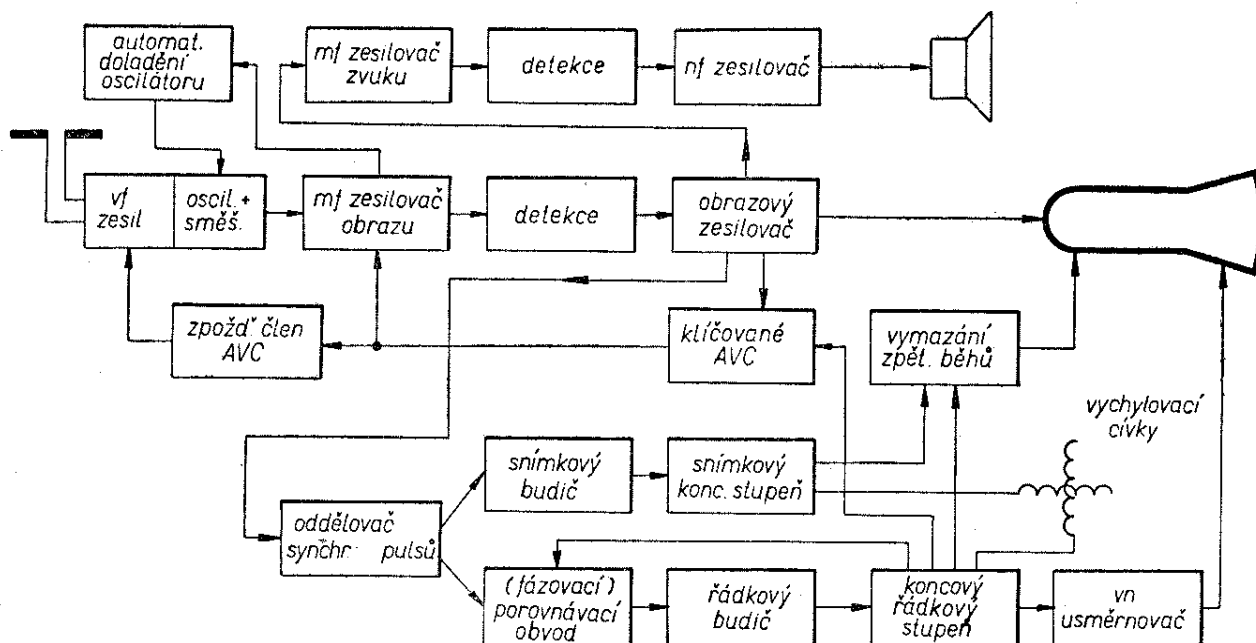 automat.
doladění
oscilátoru
mf zesilovač
zvuku
detekce
nf zesilovač
vf
zesil
oscil. +
směš.
mf zesilovač
obrazu
detekce
obrazový
zesilovač
zpožď člen
AVC
klíčované
AVC
vymazání
zpět. běhů
vychylovací
cívky
snímkový
budič
snímkový
konc. stupeň
oddělovač
synchr. pulsů
(fázovací)
porovnávací
obvod
řádkový
budič
koncový
řádkový
stupeň
vn
usměrnovač